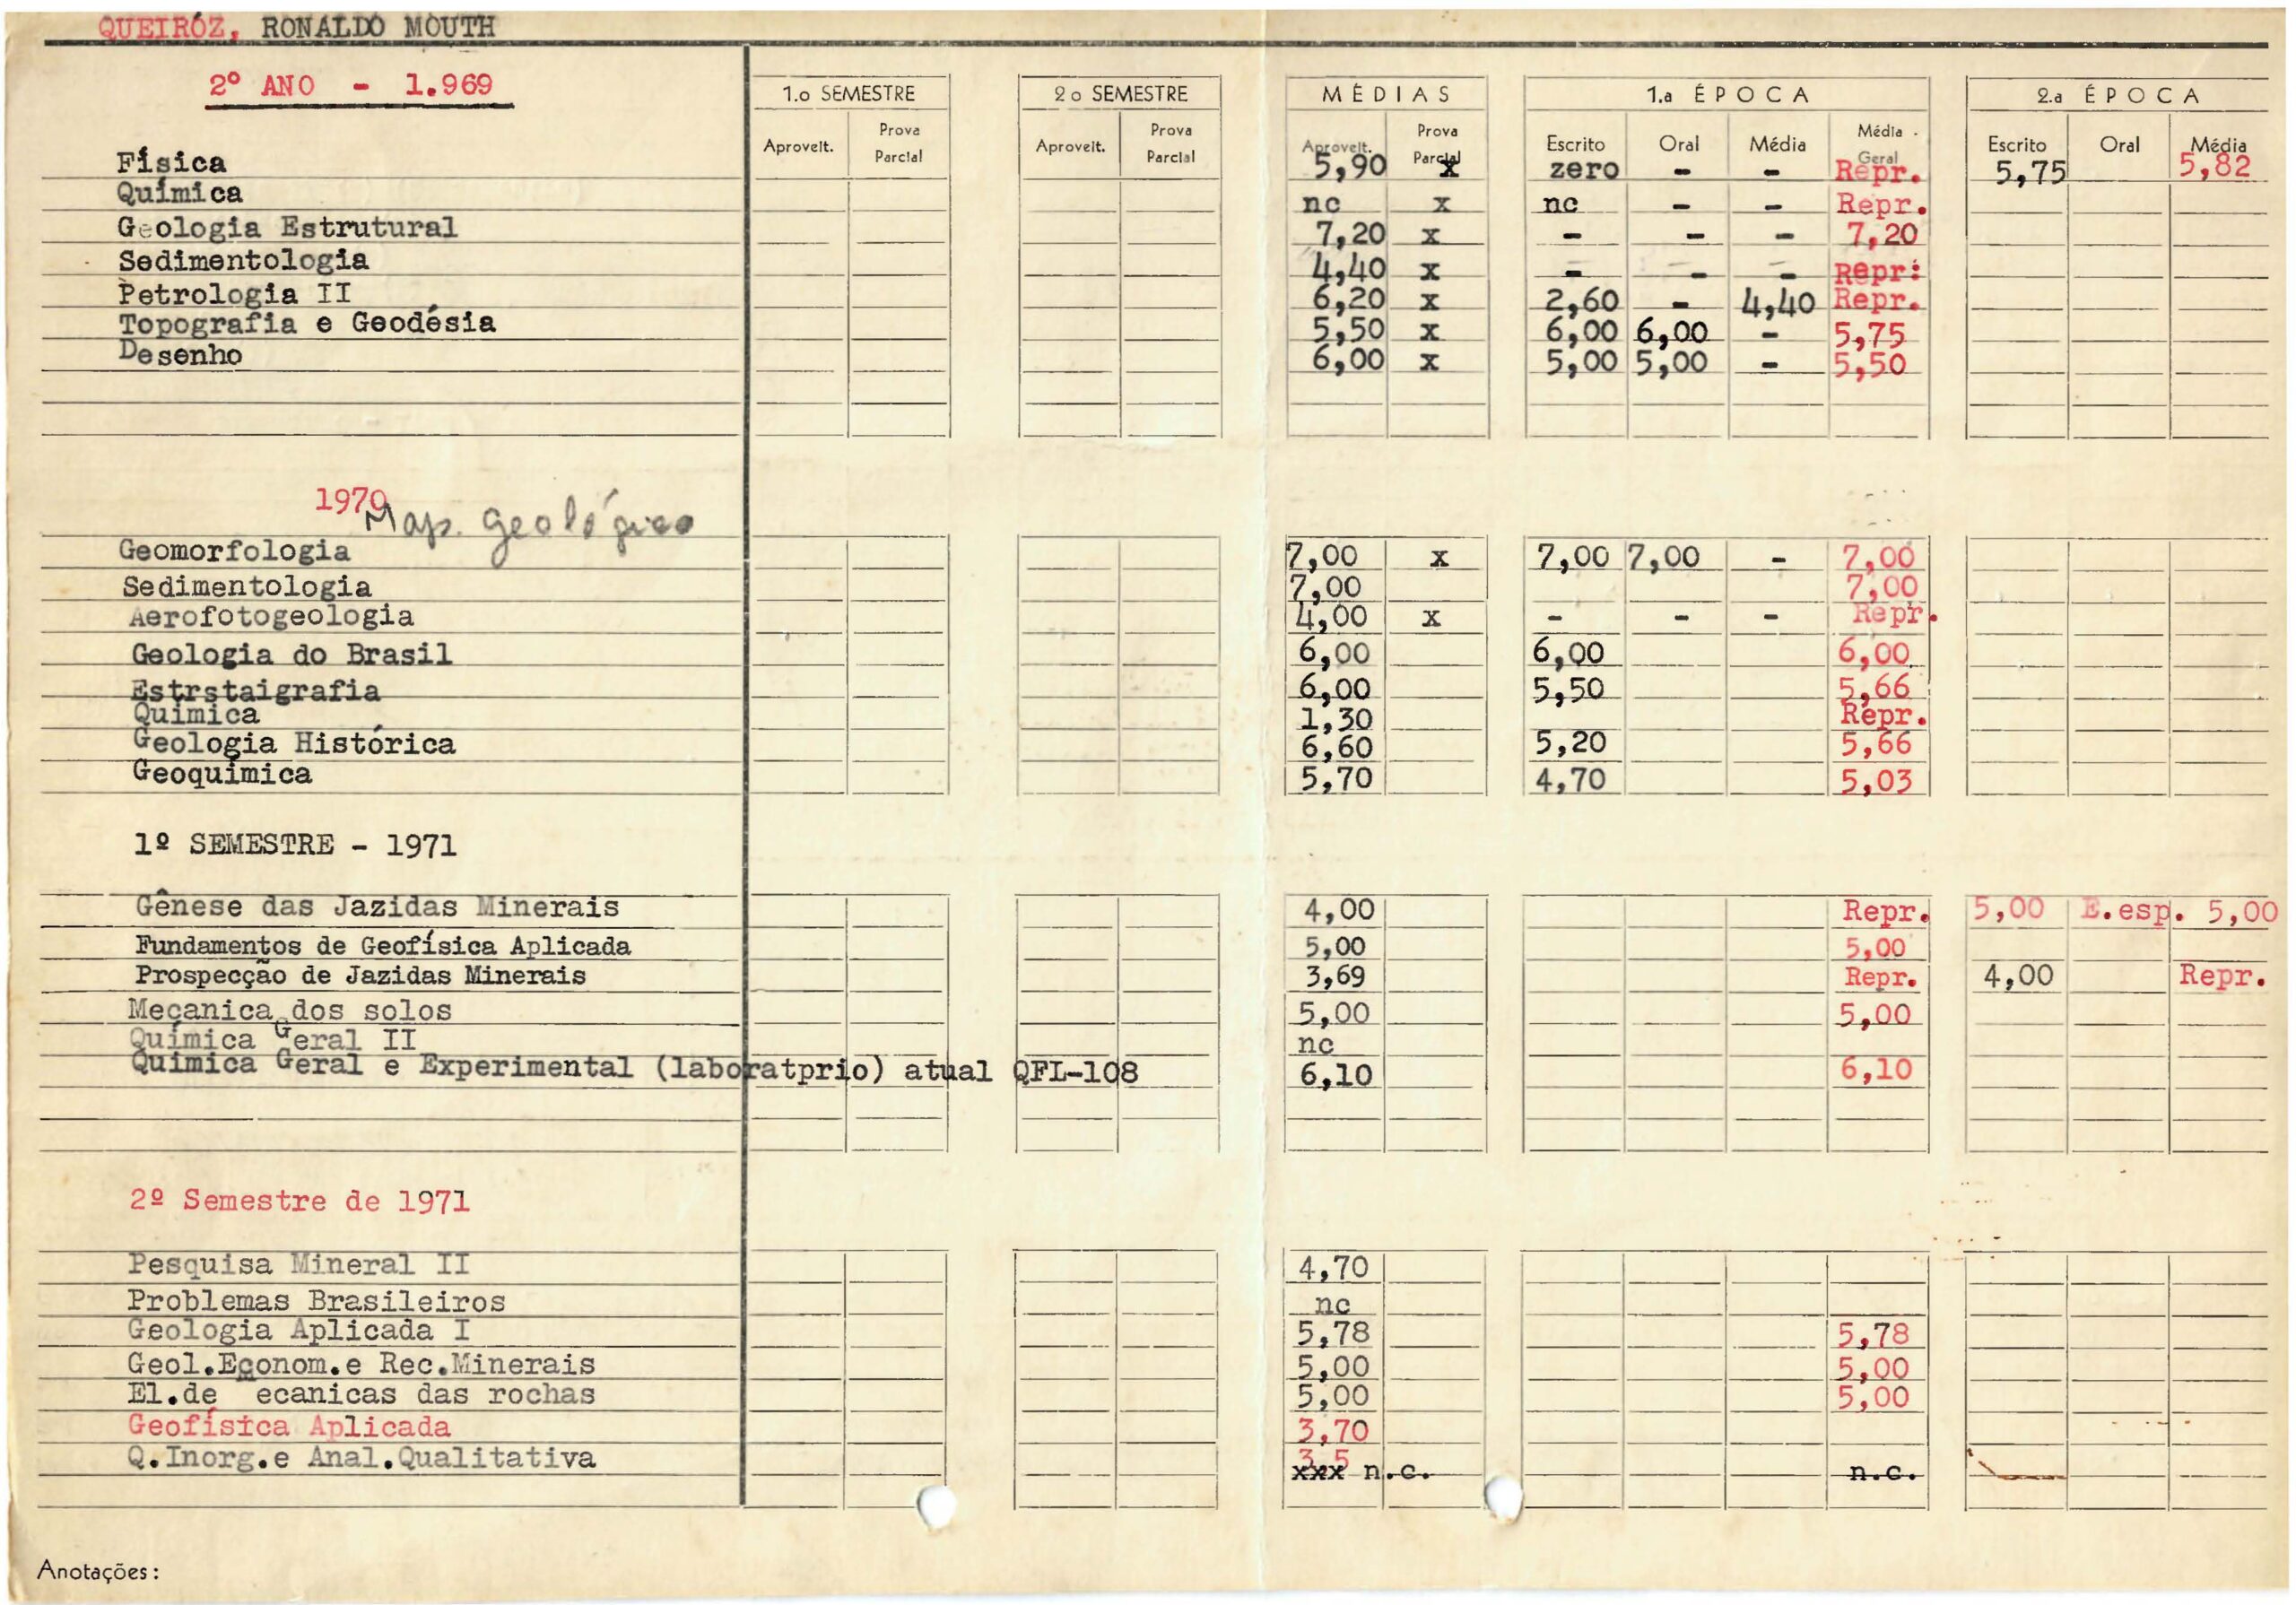 QUEIRÓZ, RONALDO MOUTH
2º ANO - 1.969
1.o SEMESTRE 2o SEMESTRE MÉDIAS 1.a ÉPOCA 2.a ÉPOCA
Aproveit. Prova Parcial Aproveit. Prova Parcial Aproveit. Prova Parcial Escrito Oral Média Média Geral Escrito Oral Média
Física 5,90 x zero - - Repr. 5,75 5,82
Química nc x nc - - Repr.
Geologia Estrutural 7,20 x - - - 7,20
Sedimentologia 4,40 x - - - Repr:
Petrologia II 6,20 x 2,60 - 4,40 Repr.
Topografia e Geodésia 5,50 x 6,00 6,00 - 5,75
Desenho 6,00 x 5,00 5,00 - 5,50
1970
Map. Geológico
Geomorfologia 7,00 x 7,00 7,00 - 7,00
Sedimentologia 7,00 7,00
Aerofotogeologia 4,00 x - - - Repr.
Geologia do Brasil 6,00 6,00 6,00
Estrstaigrafia 6,00 5,50 5,66
Química 1,30 Repr.
Geologia Histórica 6,60 5,20 5,66
Geoquímica 5,70 4,70 5,03
1º SEMESTRE - 1971
Gênese das Jazidas Minerais 4,00 Repr. 5,00 E.esp. 5,00
Fundamentos de Geofísica Aplicada 5,00 5,00
Prospecção de Jazidas Minerais 3,69 Repr. 4,00 Repr.
Mecanica dos solos 5,00 5,00
Química Geral II nc
Química Geral e Experimental (laboratprio) atual QFL-108 6,10 6,10
2º Semestre de 1971
Pesquisa Mineral II 4,70
Problemas Brasileiros nc
Geologia Aplicada I 5,78 5,78
Geol.Econom.e Rec.Minerais 5,00 5,00
El.de ecanicas das rochas 5,00 5,00
Geofísica Aplicada 3,70
Q.Inorg.e Anal.Qualitativa 3,5 xxx n.c. n.c.
Anotações: